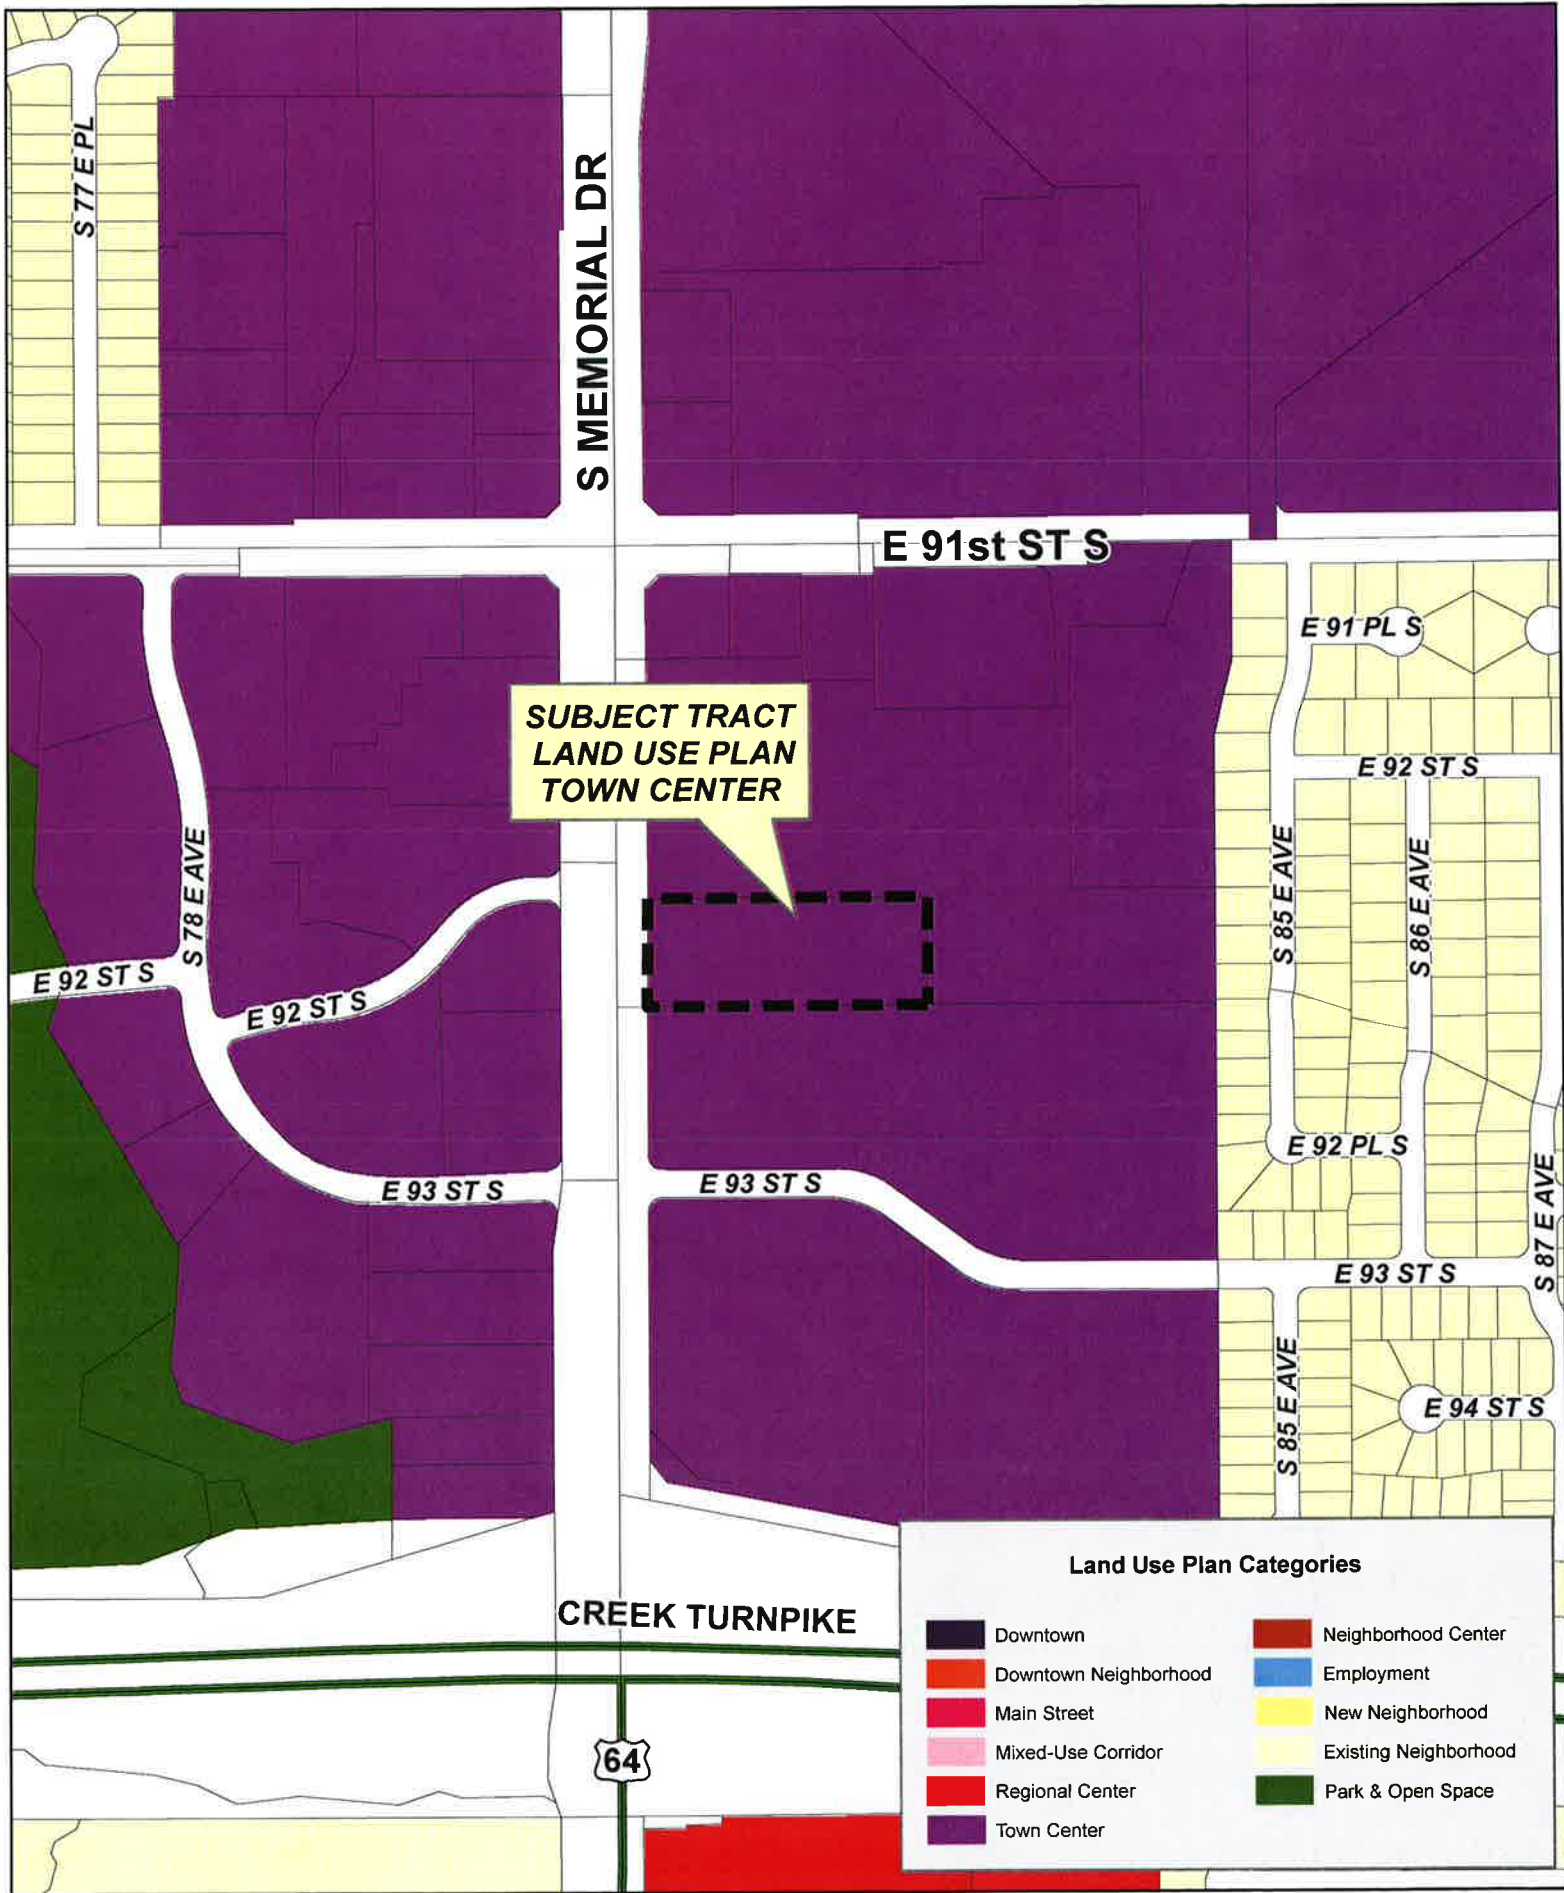 S 77 E PL
S MEMORIAL DR
E 91st ST S
E 91 PL S
SUBJECT TRACT
LAND USE PLAN
TOWN CENTER
E 92 ST S
S 78 E AVE
S 85 E AVE
S 86 E AVE
E 92 ST S
E 92 ST S
E 92 PL S
E 93 ST S
E 93 ST S
S 87 E AVE
E 93 ST S
S 85 E AVE
E 94 ST S
CREEK TURNPIKE
64
Land Use Plan Categories
Downtown
Downtown Neighborhood
Main Street
Mixed-Use Corridor
Regional Center
Town Center
Neighborhood Center
Employment
New Neighborhood
Existing Neighborhood
Park & Open Space